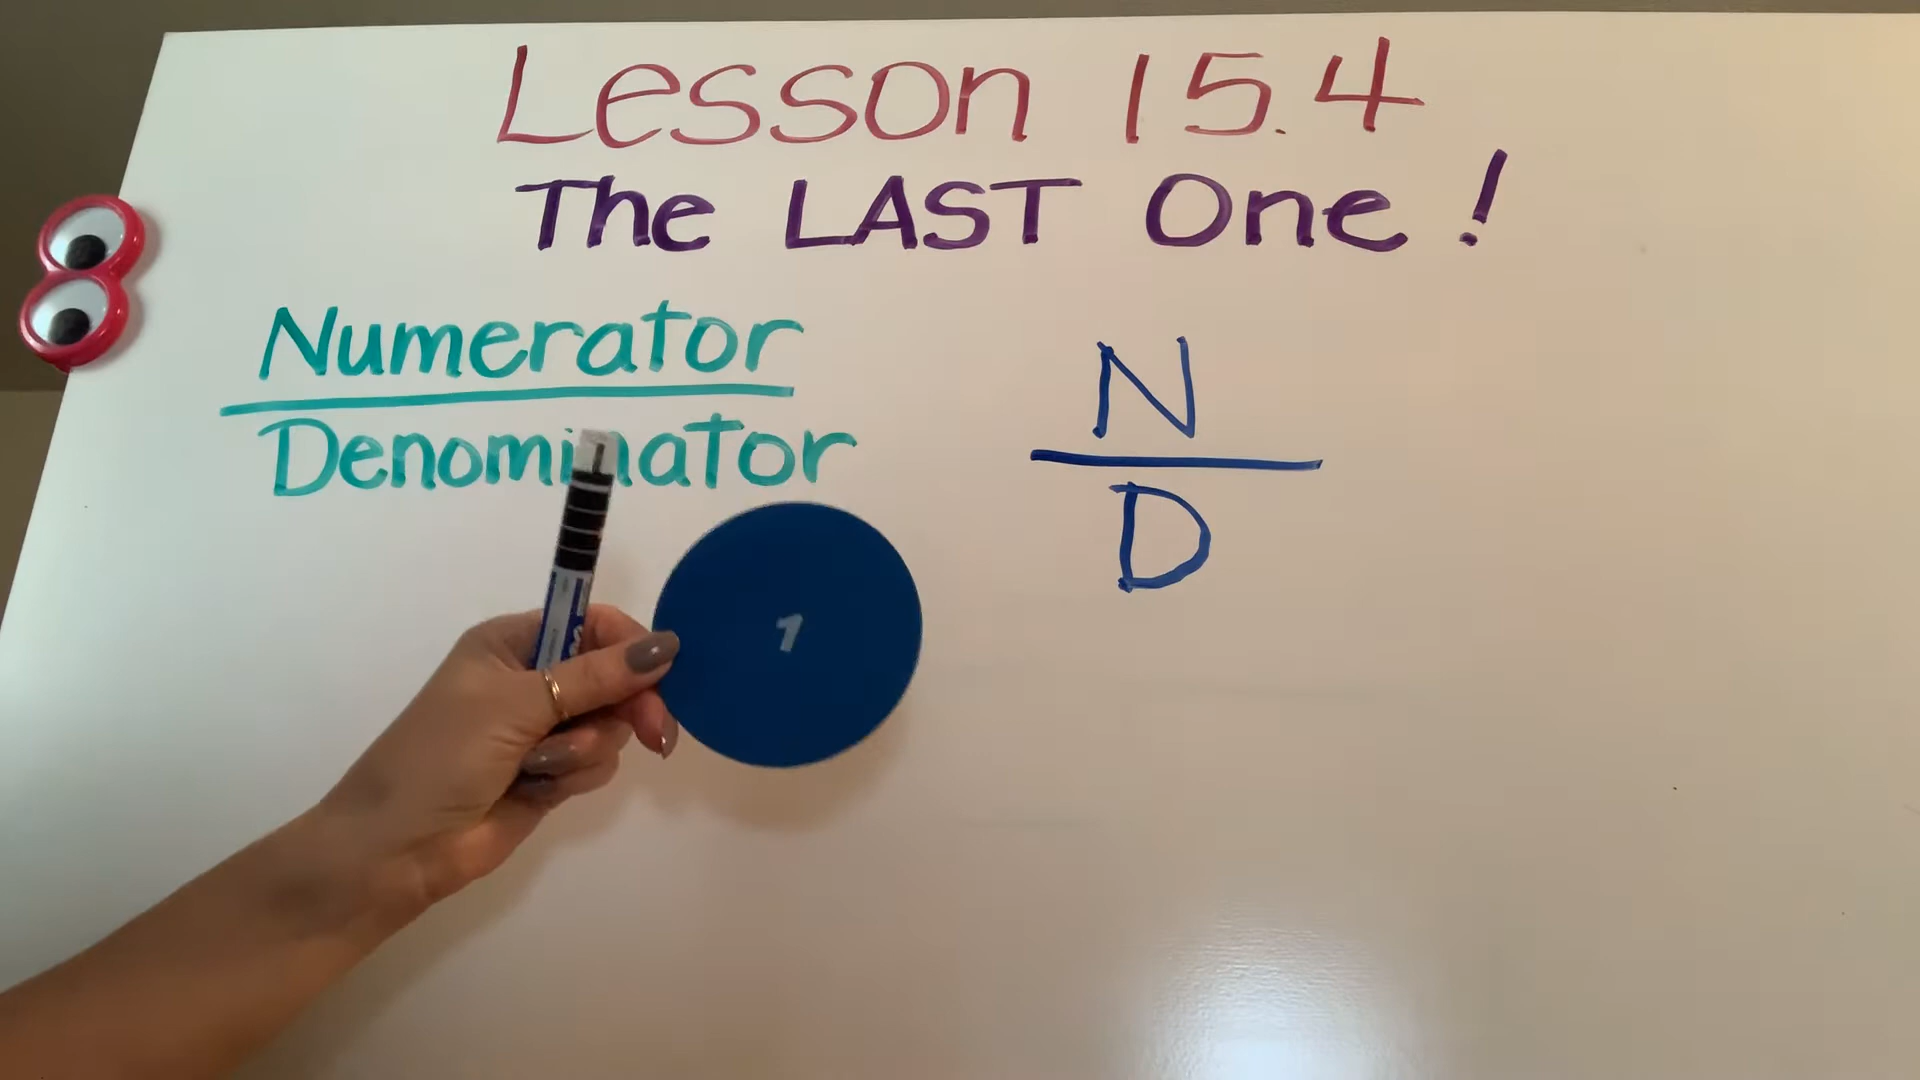 Lesson 15.4
The LAST One!
Numerator
Denominator
N
D
1